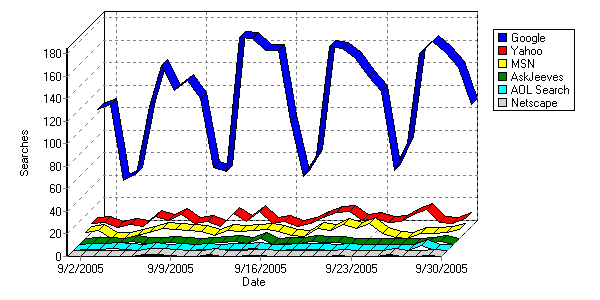 Google
Yahoo
MSN
AskJeeves
AOL Search
Netscape
180
160
140
120
100
80
60
40
20
0
Searches
9/2/2005 9/9/2005 9/16/2005 9/23/2005 9/30/2005
Date